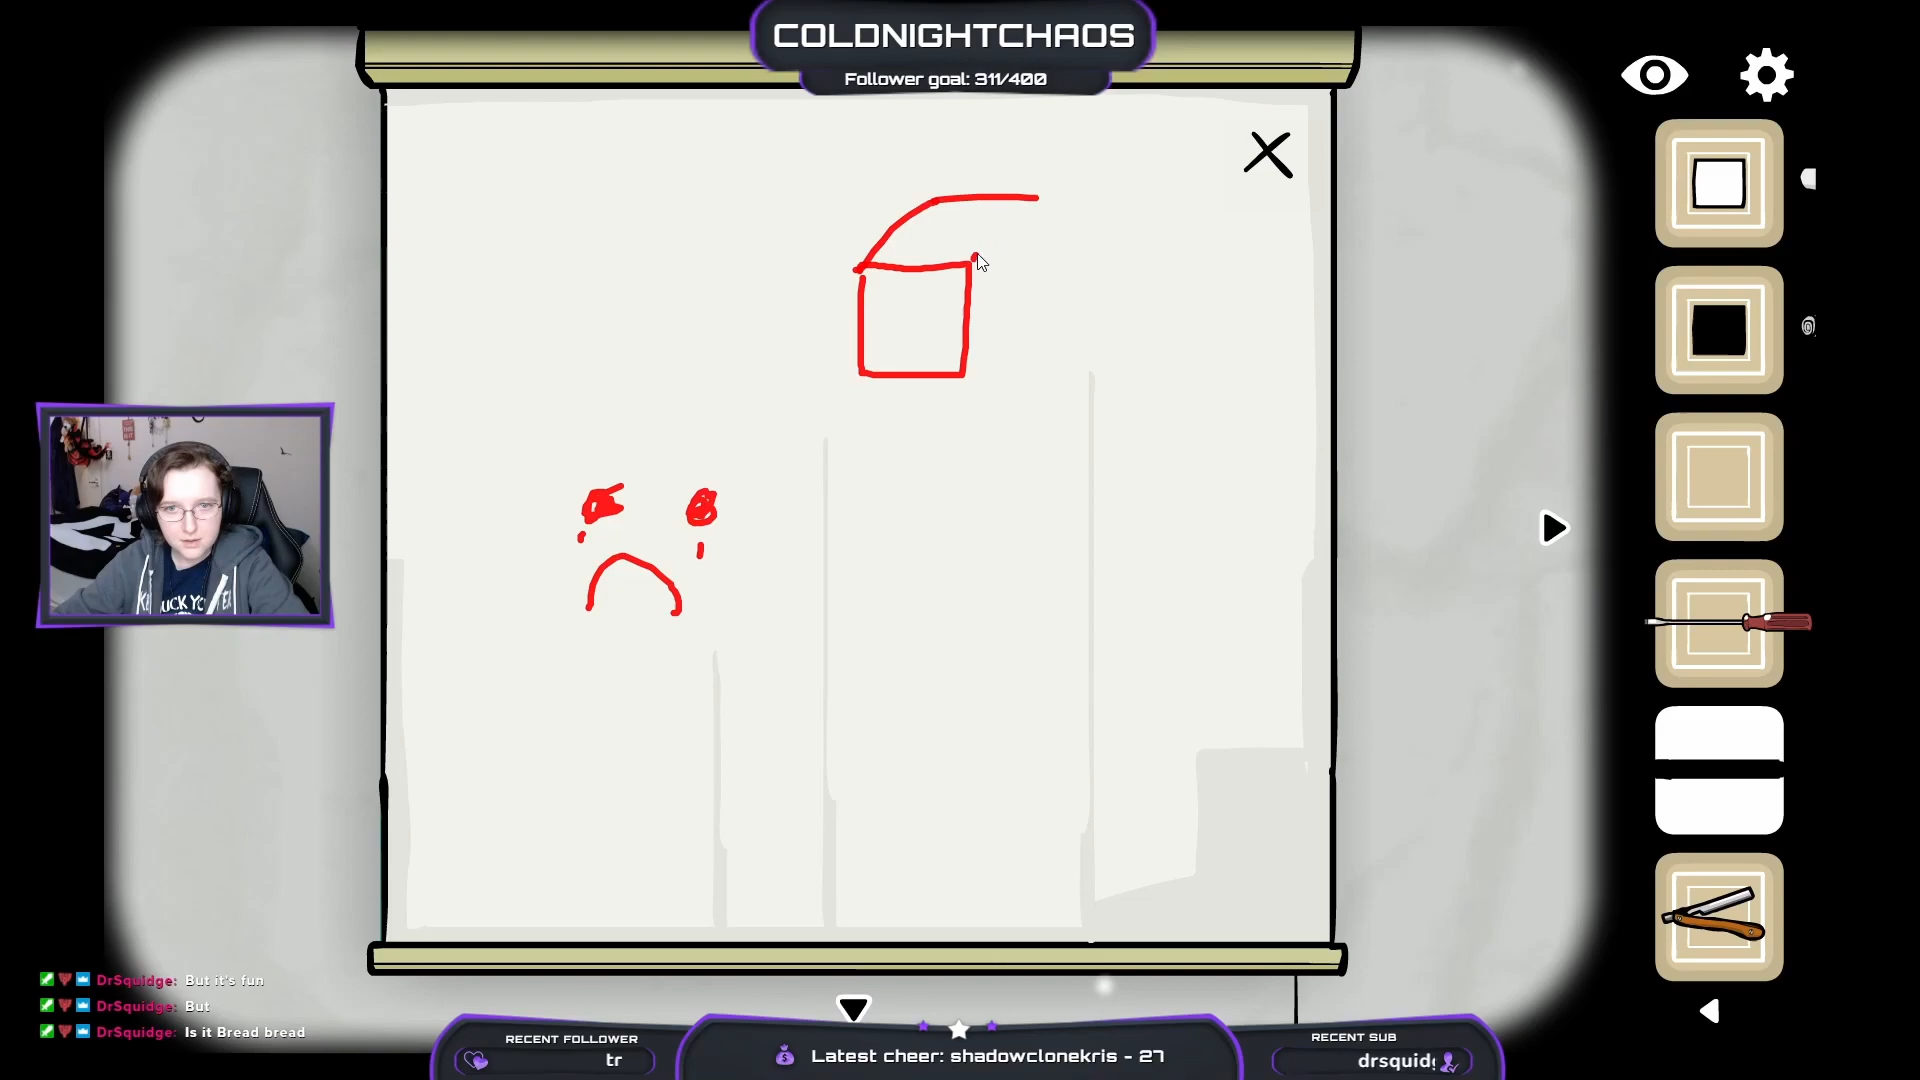 COLDNIGHTCHAOS
Follower goal: 311/400
DrSquidge: But it's fun
DrSquidge: But
DrSquidge: Is it Bread bread
RECENT FOLLOWER
tr
Latest cheer: shadowclonekris - 27
RECENT SUB
drsquidg